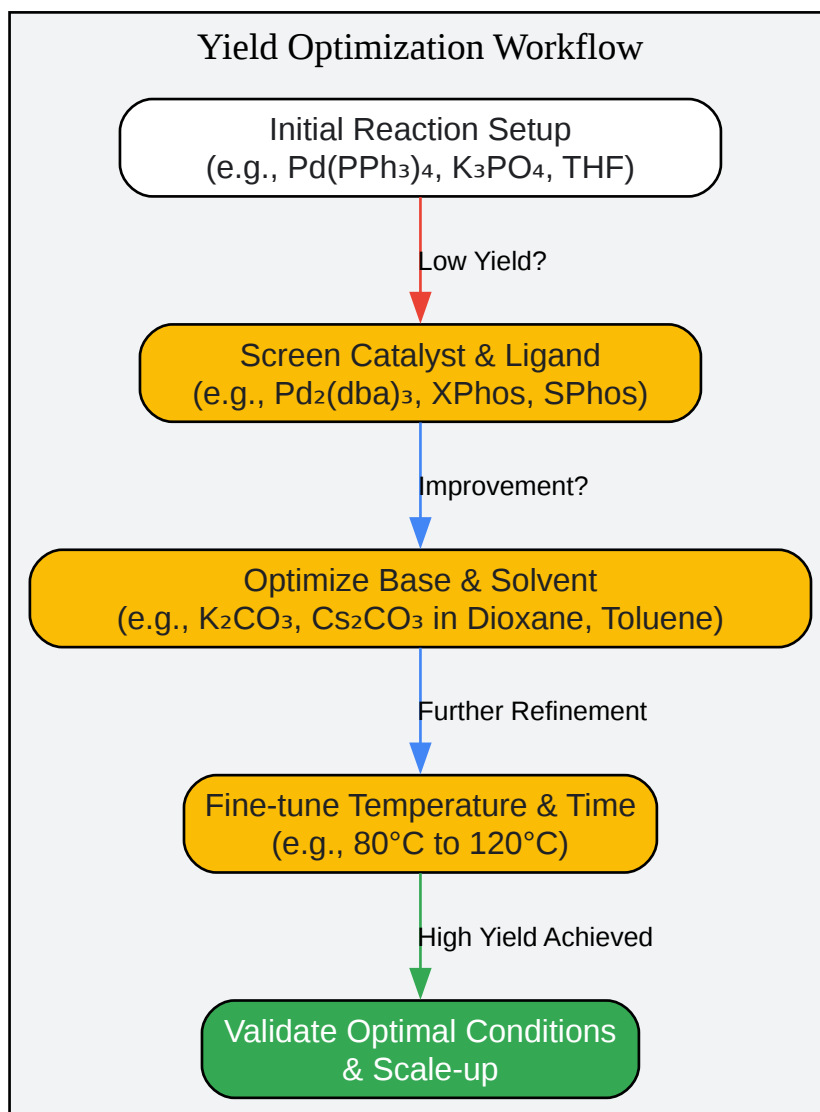 Yield Optimization Workflow
Initial Reaction Setup
(e.g., Pd(PPh₃)₄, K₃PO₄, THF)
Low Yield?
Screen Catalyst & Ligand
(e.g., Pd₂(dba)₃, XPhos, SPhos)
Improvement?
Optimize Base & Solvent
(e.g., K₂CO₃, Cs₂CO₃ in Dioxane, Toluene)
Further Refinement
Fine-tune Temperature & Time
(e.g., 80°C to 120°C)
High Yield Achieved
Validate Optimal Conditions
& Scale-up